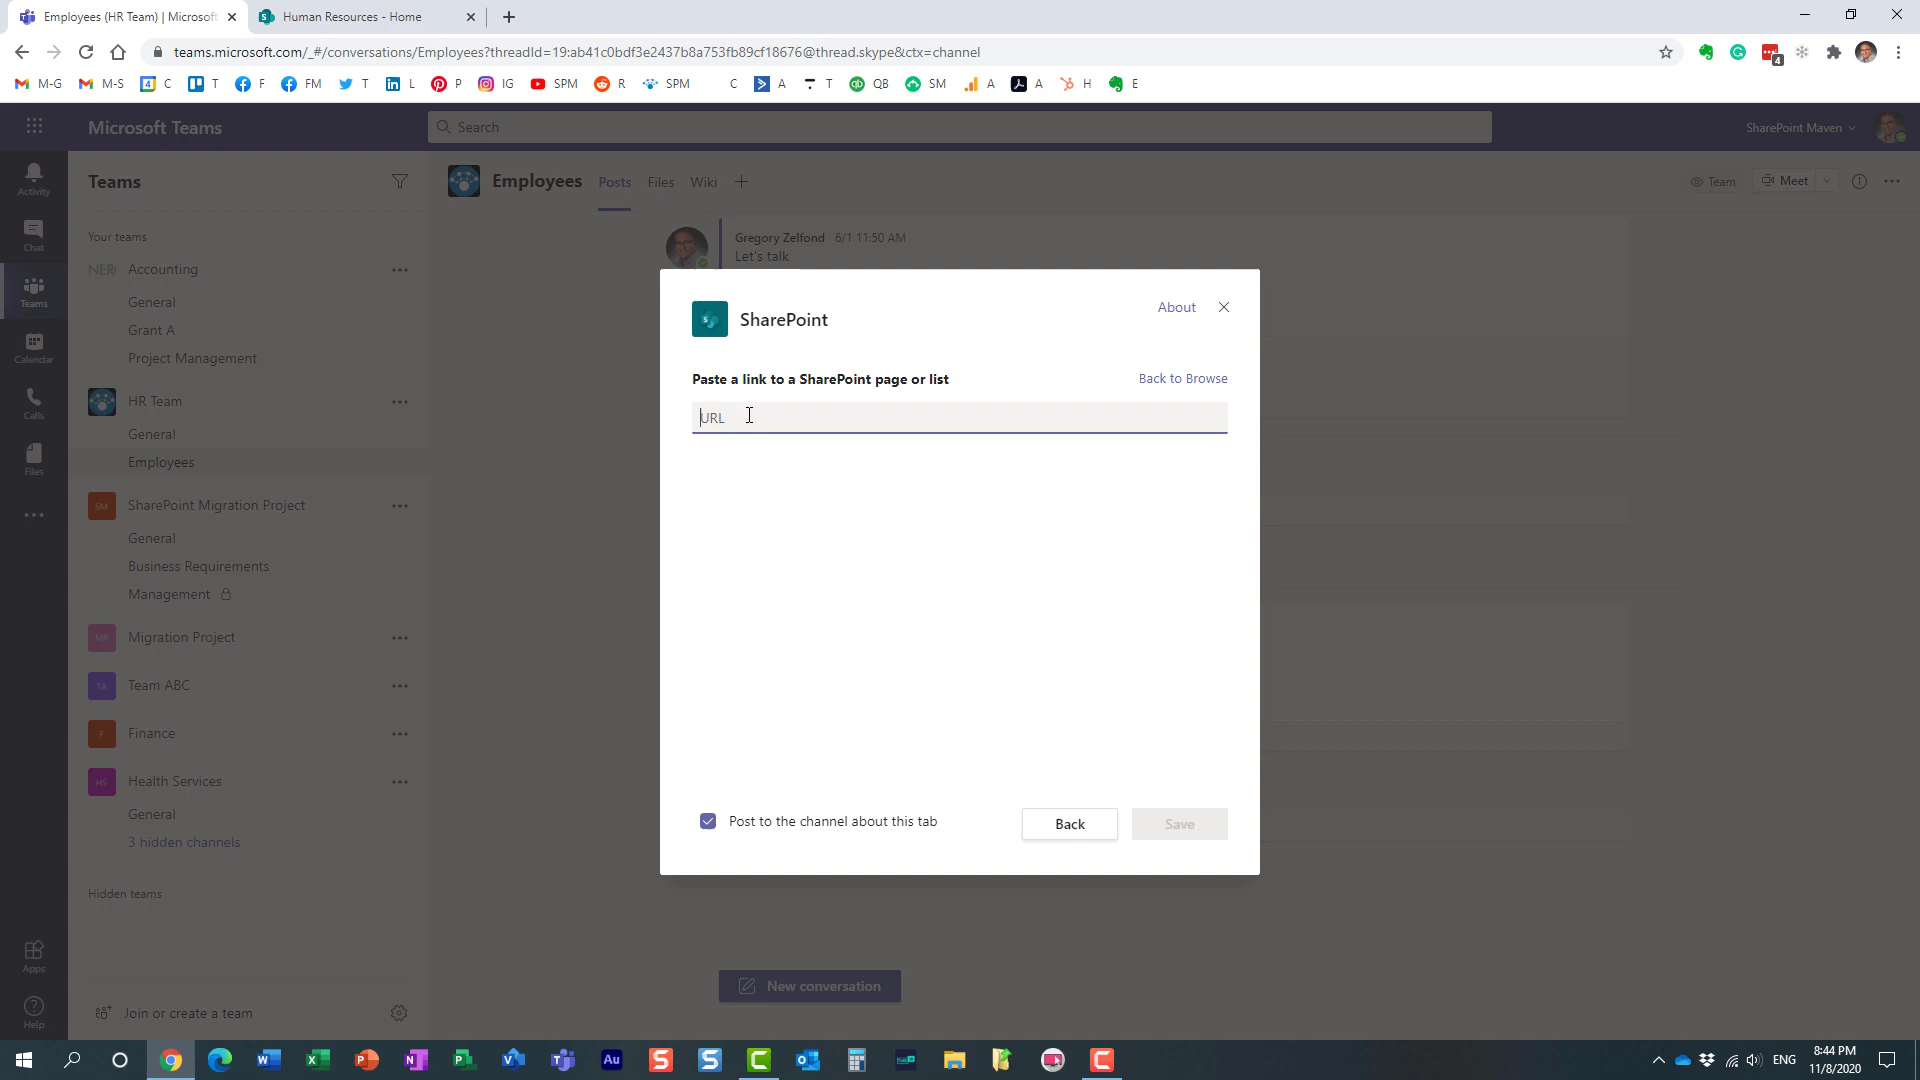 Employees (HR Team) | Microsoft
Human Resources - Home
teams.microsoft.com/_#/conversations/Employees?threadId=19:ab41c0bdf3e2437b8a753fb89cf18676@thread.skype&ctx=channel
M-G
M-S
C
T
F
FM
T
L
P
IG
SPM
R
SPM
C
A
T
QB
SM
A
A
H
E
Microsoft Teams
Search
SharePoint Maven
Activity
Chat
Teams
Calendar
Calls
Files
Apps
Help
Teams
Your teams
Accounting
General
Grant A
Project Management
HR Team
General
Employees
SM
SharePoint Migration Project
General
Business Requirements
Management
MP
Migration Project
TA
Team ABC
F
Finance
HS
Health Services
General
3 hidden channels
Hidden teams
Join or create a team
Employees
Posts
Files
Wiki
Team
Meet
Gregory Zelfond 6/1 11:50 AM
Let's talk
SharePoint
About
Paste a link to a SharePoint page or list
Back to Browse
URL
Post to the channel about this tab
Back
Save
New conversation
ENG
8:44 PM
11/8/2020